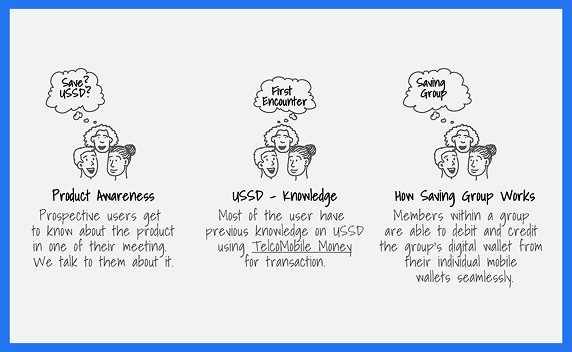 Save?
USSD?
Product Awareness
Prospective users get
to know about the product
in one of their meeting.
We talk to them about it.
First
Encounter
USSD - Knowledge
Most of the user have
previous knowledge on USSD
using TelcoMobile Money
for transaction.
Saving
Group
How Saving Group Works
Members within a group
are able to debit and credit
the group's digital wallet from
their individual mobile
wallets seamlessly.